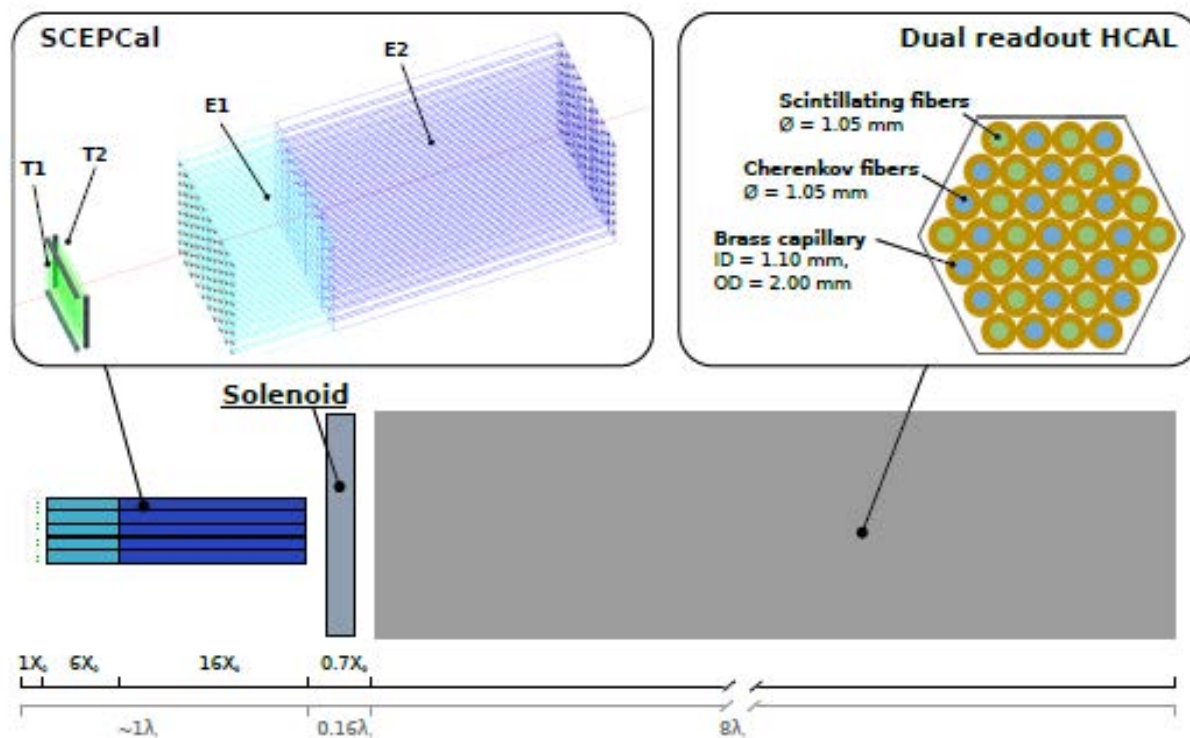 SCEPCal
E2
E1
T2
T1
Dual readout HCAL
Scintillating fibers
Ø = 1.05 mm
Cherenkov fibers
Ø = 1.05 mm
Brass capillary
ID = 1.10 mm,
OD = 2.00 mm
Solenoid
1X₀ 6X₀ 16X₀ 0.7X₀
~1λ 0.16λ 8λ